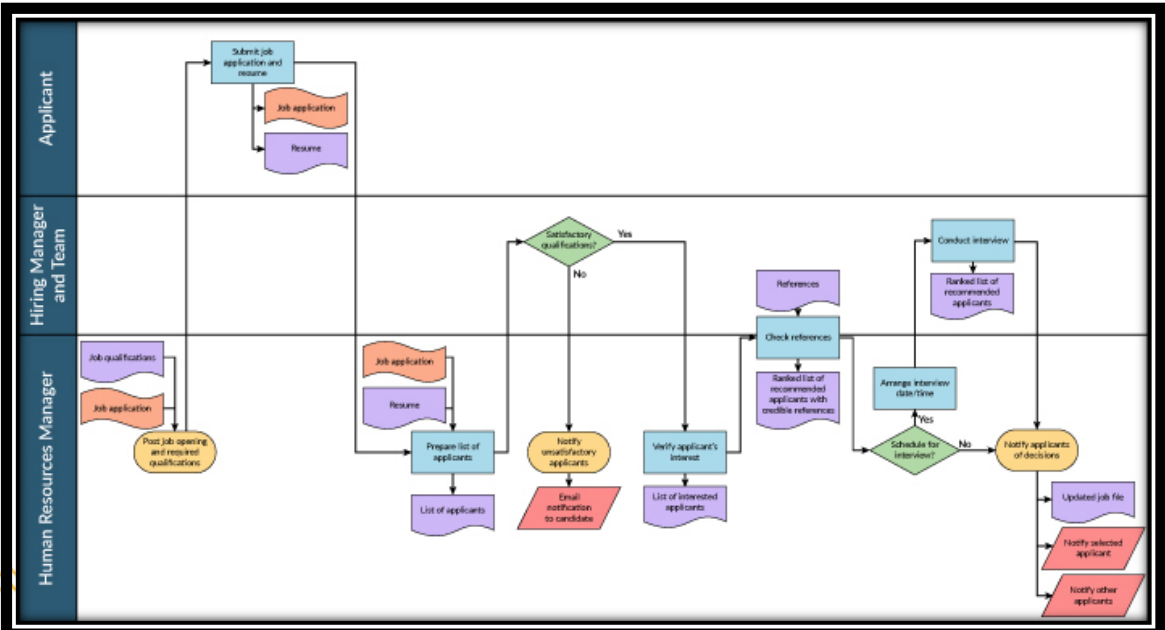 Applicant
Submit job
application and
resume
Job application
Resume
Hiring Manager
and Team
Satisfactory
qualifications?
Yes
No
References
Conduct interview
Ranked list of
recommended
applicants
Human Resources Manager
Job qualifications
Job application
Post job opening
and required
qualifications
Job application
Resume
Prepare list of
applicants
List of applicants
Notify
unsatisfactory
applicants
Email
notification
to candidate
Verify applicant's
interest
List of interested
applicants
Check references
Ranked list of
recommended
applicants with
credible references
Arrange interview
date/time
Yes
Schedule for
interview?
No
Notify applicants
of decisions
Updated job file
Notify selected
applicant
Notify other
applicants